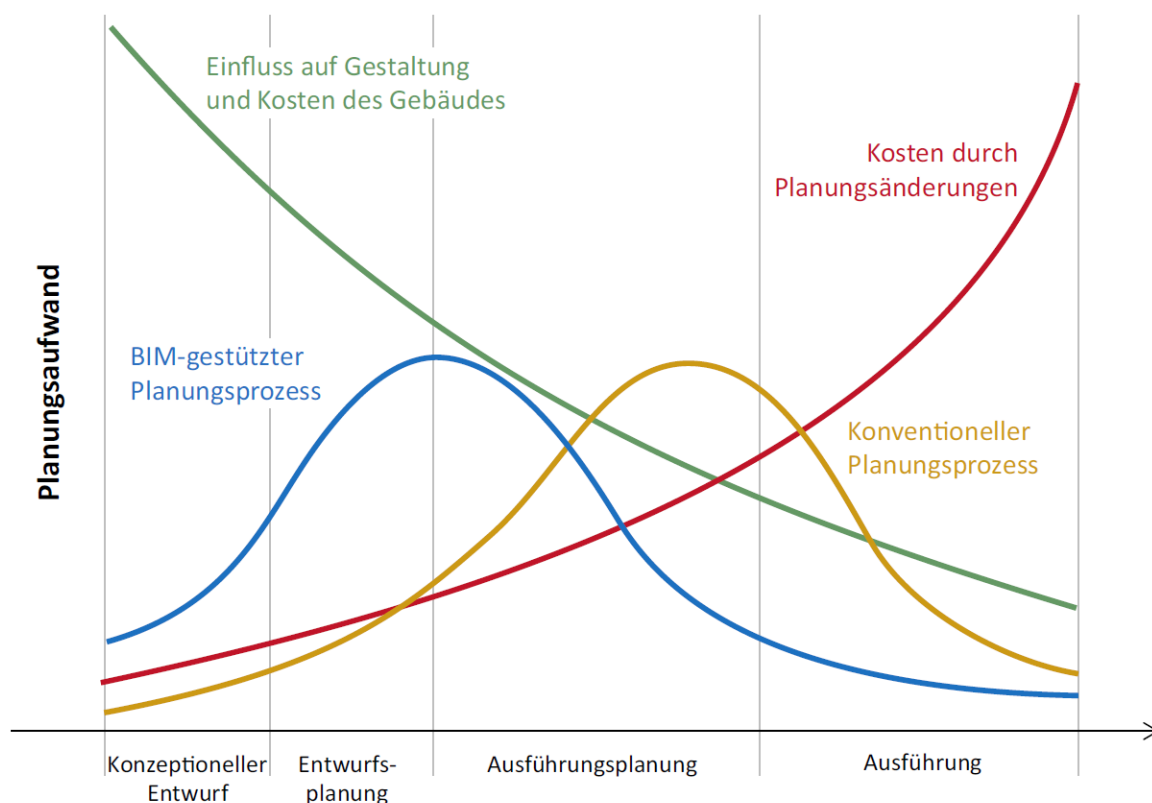 Einfluss auf Gestaltung
und Kosten des Gebäudes
Kosten durch
Planungsänderungen
BIM-gestützter
Planungsprozess
Konventioneller
Planungsprozess
Planungsaufwand
Konzeptioneller
Entwurf
Entwurfs-
planung
Ausführungsplanung
Ausführung